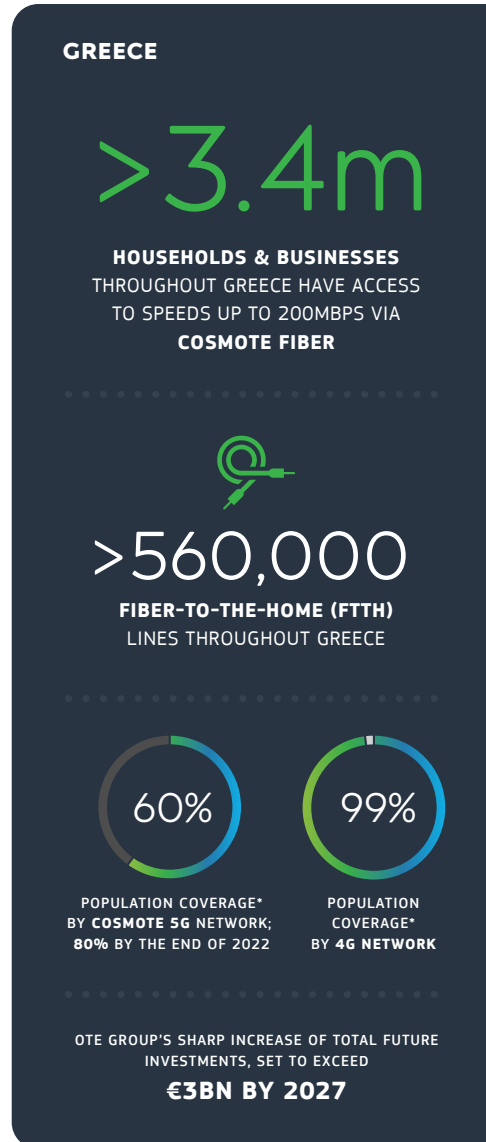 GREECE
>3.4m
HOUSEHOLDS & BUSINESSES
THROUGHOUT GREECE HAVE ACCESS
TO SPEEDS UP TO 200MBPS VIA
COSMOTE FIBER
>560,000
FIBER-TO-THE-HOME (FTTH)
LINES THROUGHOUT GREECE
60%
POPULATION COVERAGE*
BY COSMOTE 5G NETWORK;
80% BY THE END OF 2022
99%
POPULATION
COVERAGE*
BY 4G NETWORK
OTE GROUP'S SHARP INCREASE OF TOTAL FUTURE
INVESTMENTS, SET TO EXCEED
€3BN BY 2027